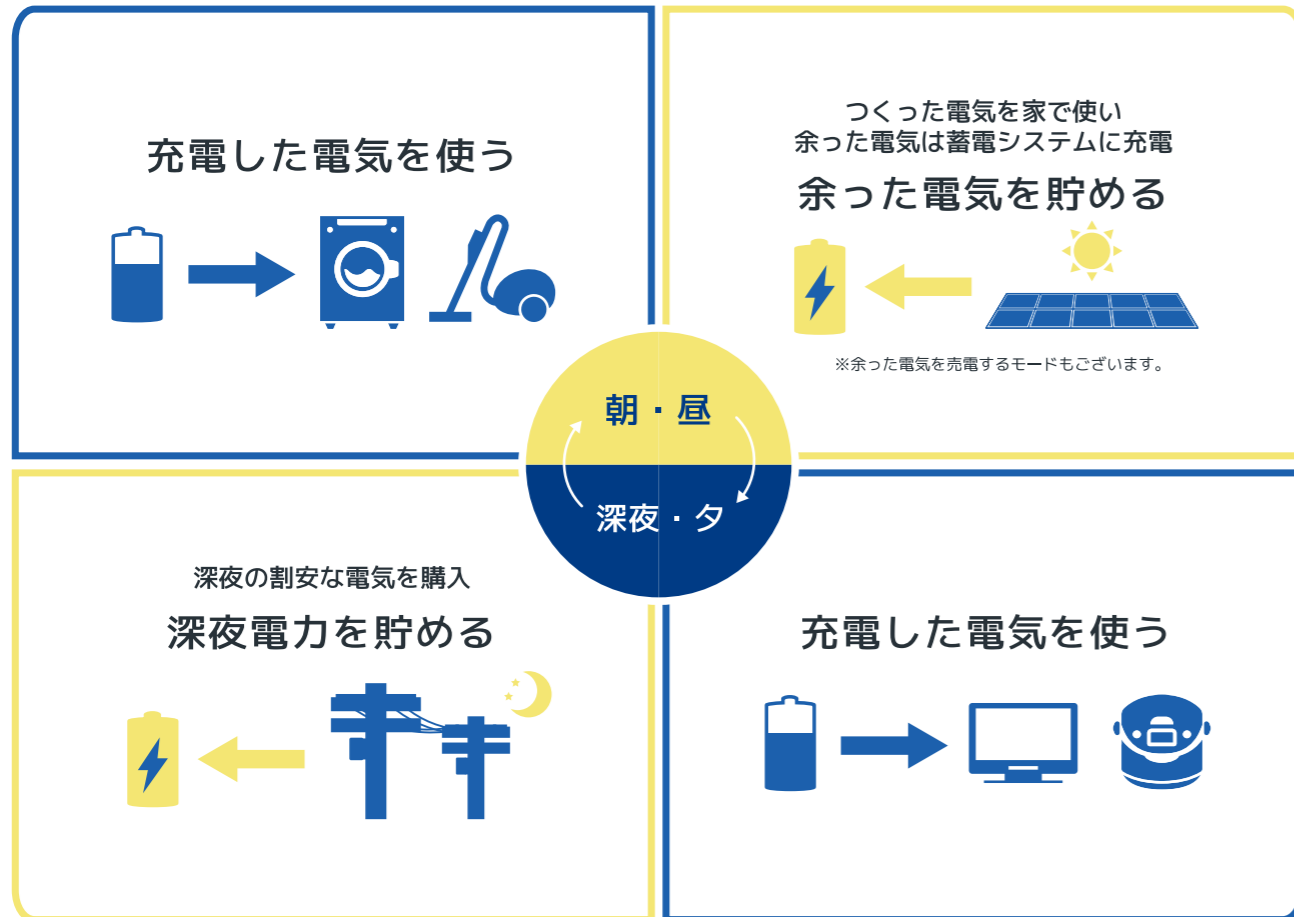 充電した電気を使う
つくった電気を家で使い
余った電気は蓄電システムに充電
余った電気を貯める
※余った電気を売電するモードもございます。
朝・昼
深夜・夕
深夜の割安な電気を購入
深夜電力を貯める
充電した電気を使う